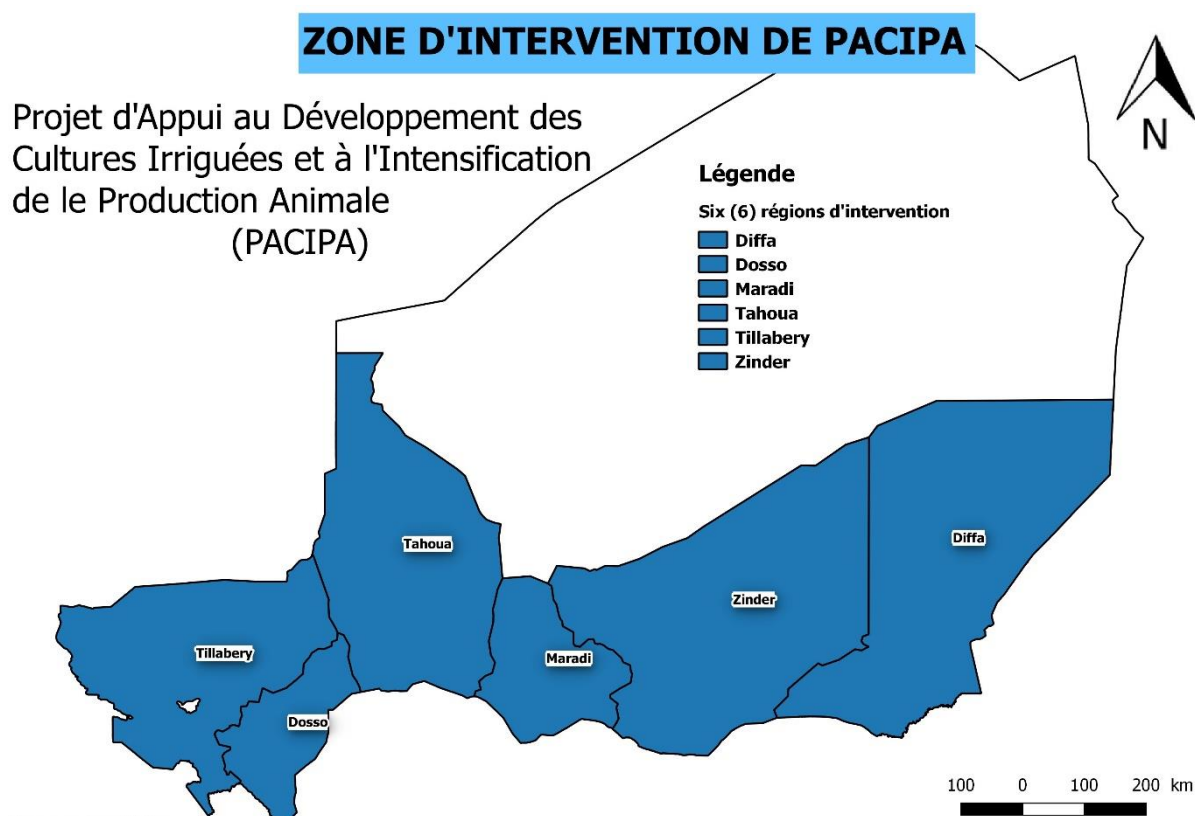 ZONE D'INTERVENTION DE PACIPA
Projet d'Appui au Développement des
Cultures Irriguées et à l'Intensification
de le Production Animale
(PACIPA)
N
Légende
Six (6) régions d'intervention
Diffa
Dosso
Maradi
Tahoua
Tillabery
Zinder
Tahoua
Diffa
Zinder
Tillabery
Maradi
Dosso
100 0 100 200 km